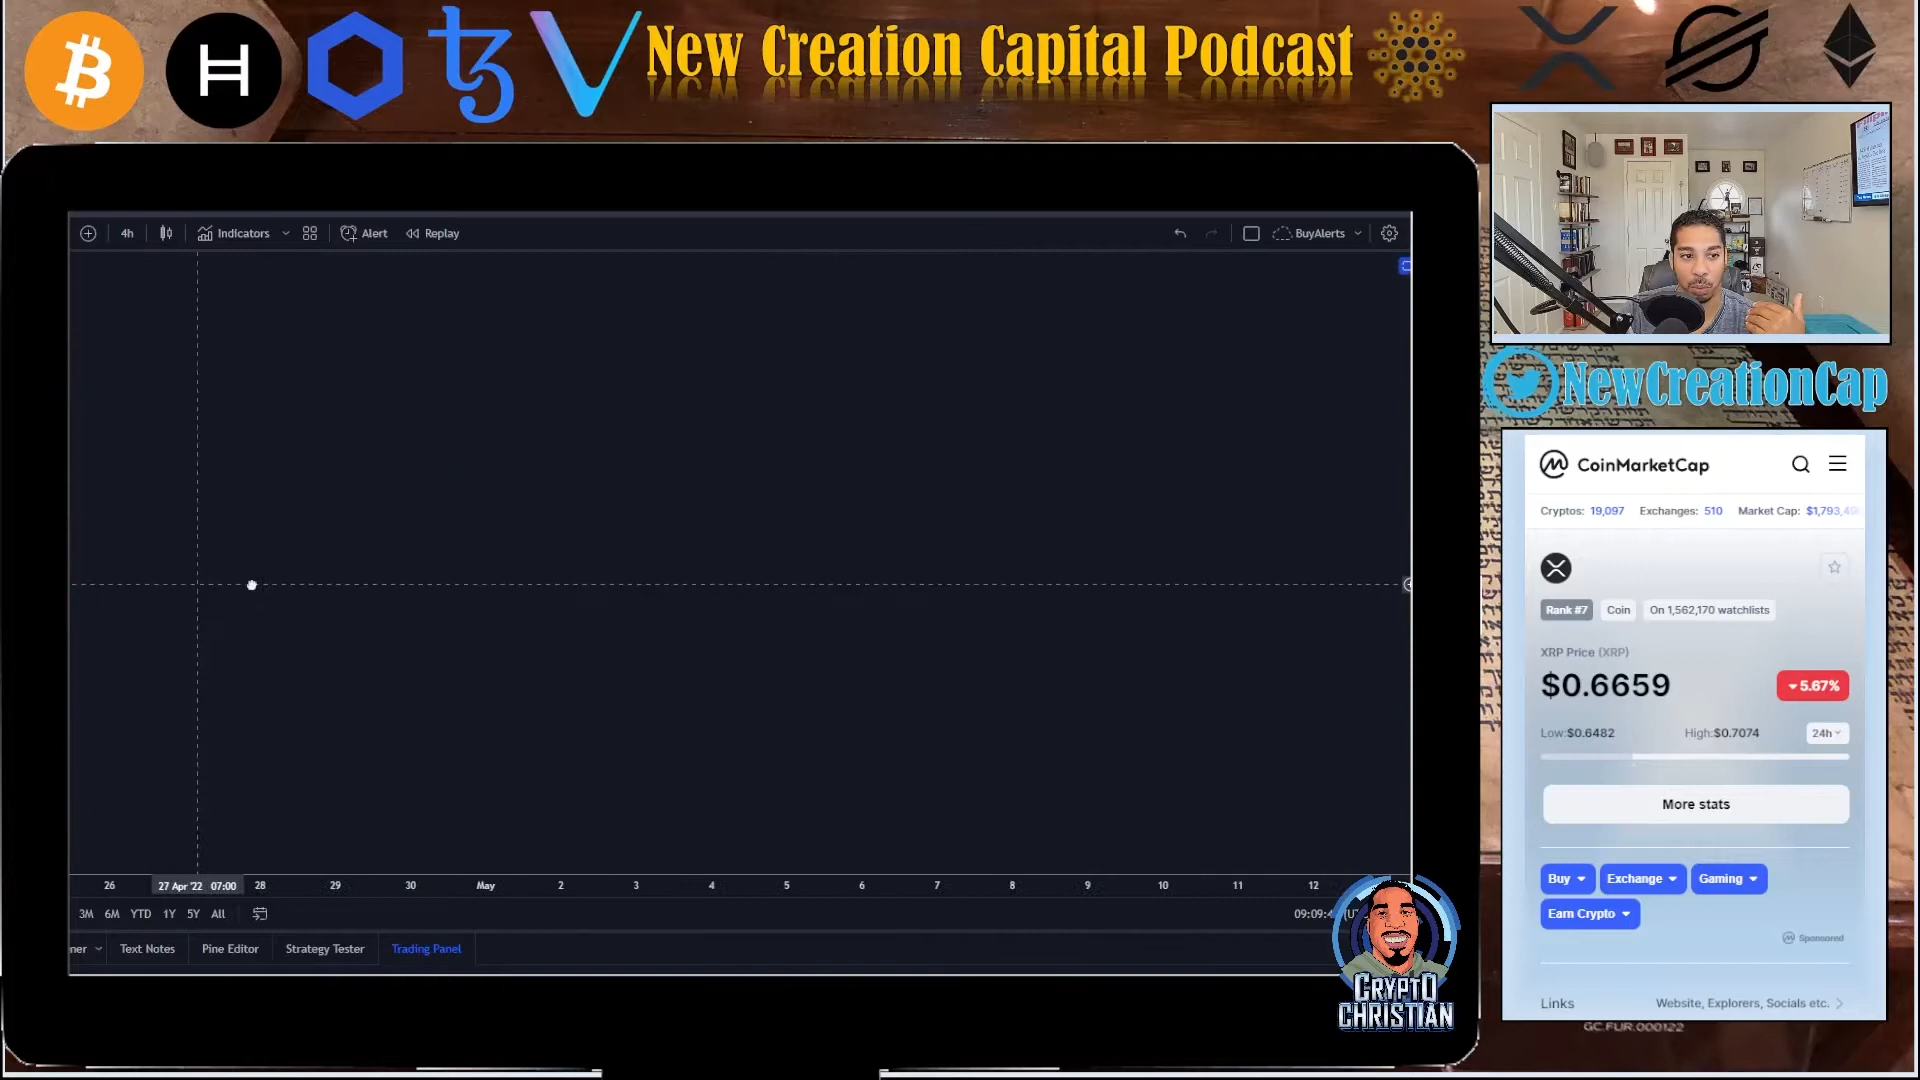 New Creation Capital Podcast
4h
Indicators
Alert
Replay
BuyAlerts
26
27 Apr '22 07:00
28
29
30
May
2
3
4
5
6
7
8
9
10
11
12
3M
6M
YTD
1Y
5Y
All
Text Notes
Pine Editor
Strategy Tester
Trading Panel
CRYPTO
CHRISTIAN
NewCreationCap
CoinMarketCap
Cryptos: 19,097 Exchanges: 510 Market Cap:
Rank #7
Coin
On 1,562,170 watchlists
XRP Price (XRP)
$0.6659
5.67%
Low:$0.6482
High:$0.7074
24h
More stats
Buy
Exchange
Gaming
Earn Crypto
Sponsored
Links
Website, Explorers, Socials etc.
GC.FUR.000122